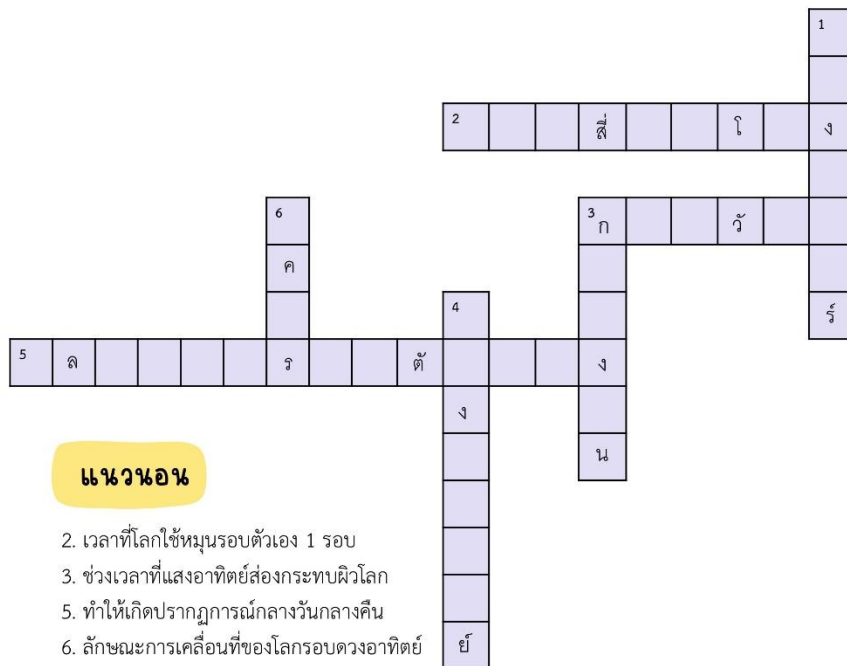 1
2 สี่ โ ง
6 3 ก วั
ค
4 ร์
5 ล ร ตั ง
ง
น
แนวนอน
2. เวลาที่โลกใช้หมุนรอบตัวเอง 1 รอบ
3. ช่วงเวลาที่แสงอาทิตย์ส่องกระทบผิวโลก
5. ทำให้เกิดปรากฏการณ์กลางวันกลางคืน
6. ลักษณะการเคลื่อนที่ของโลกรอบดวงอาทิตย์
ย์